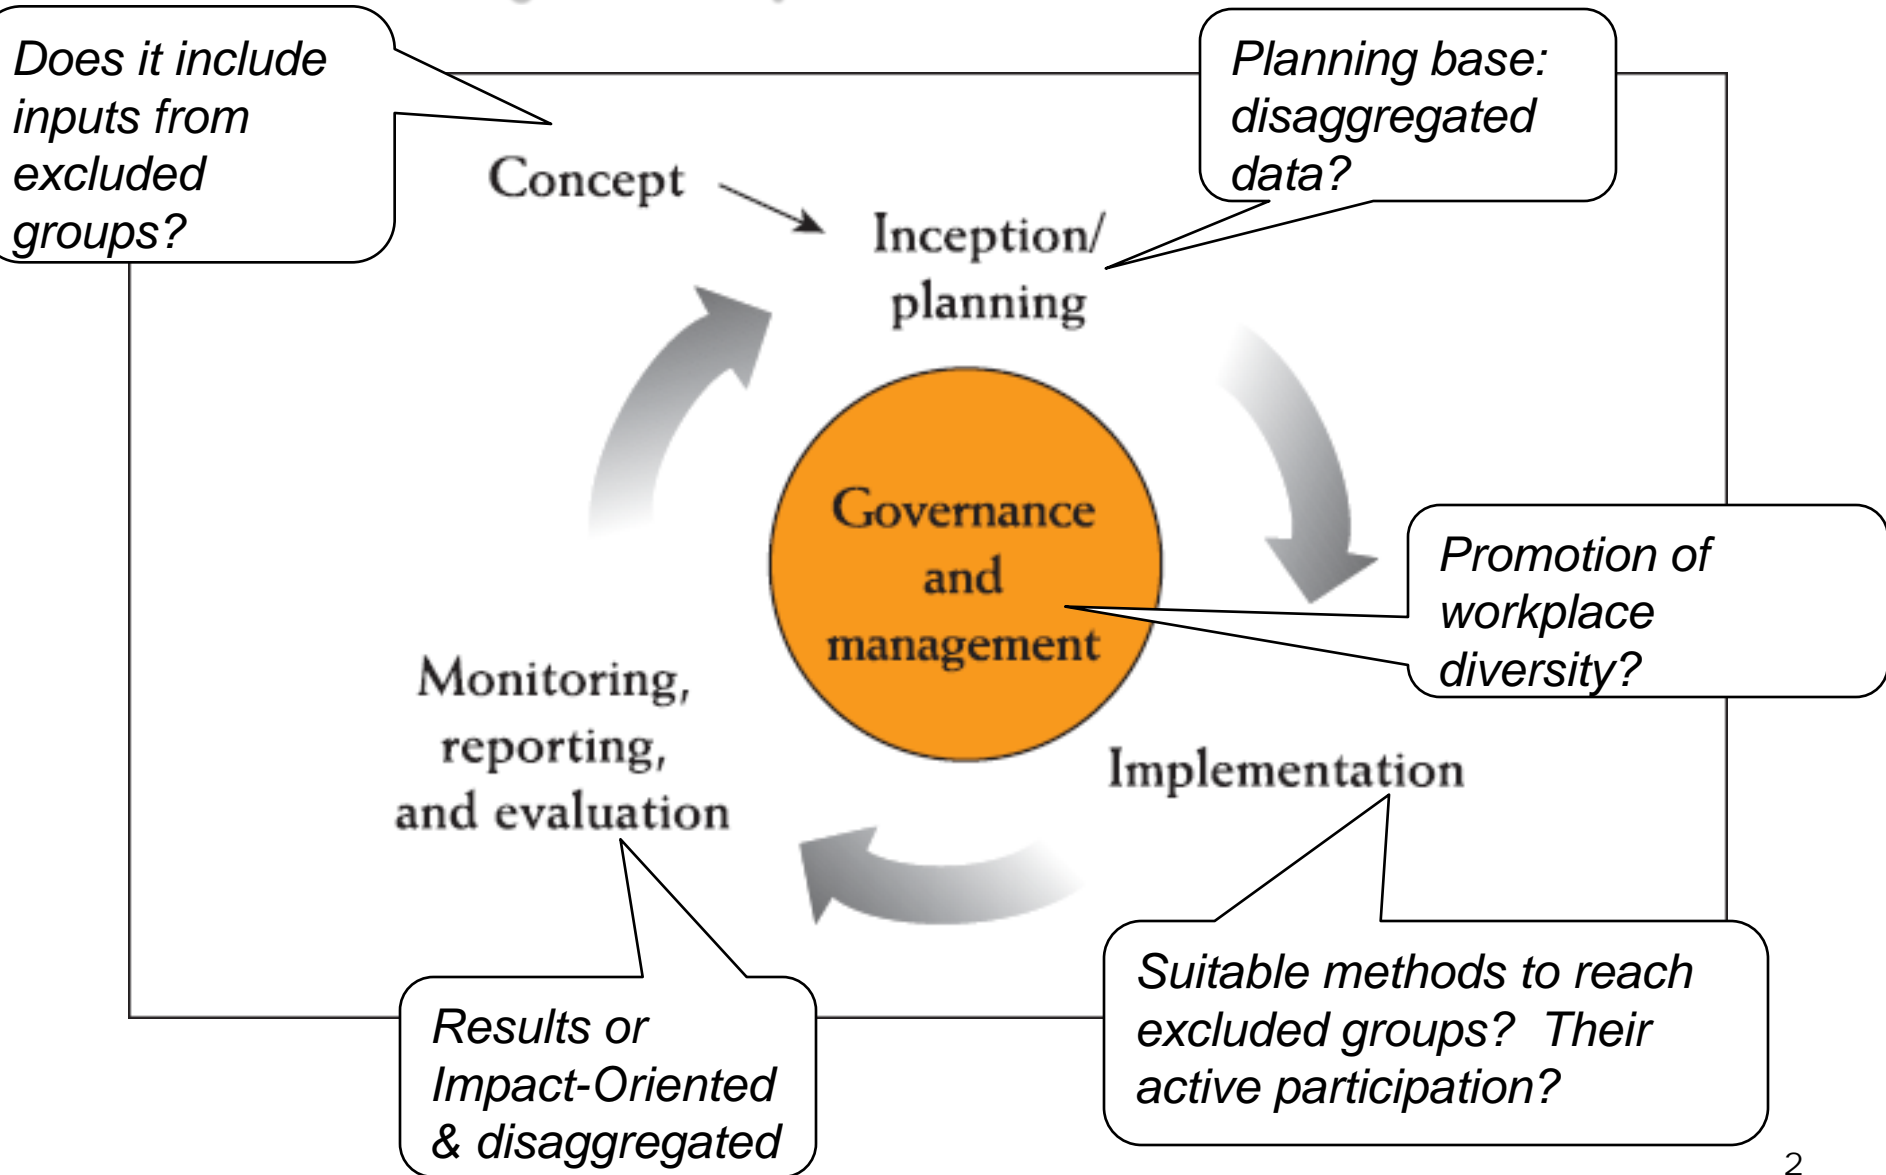 Does it include
inputs from
excluded
groups?
Planning base:
disaggregated
data?
Concept
Inception/
planning
Governance
and
management
Promotion of
workplace
diversity?
Monitoring,
reporting,
and evaluation
Implementation
Results or
Impact-Oriented
& disaggregated
Suitable methods to reach
excluded groups?  Their
active participation?
2